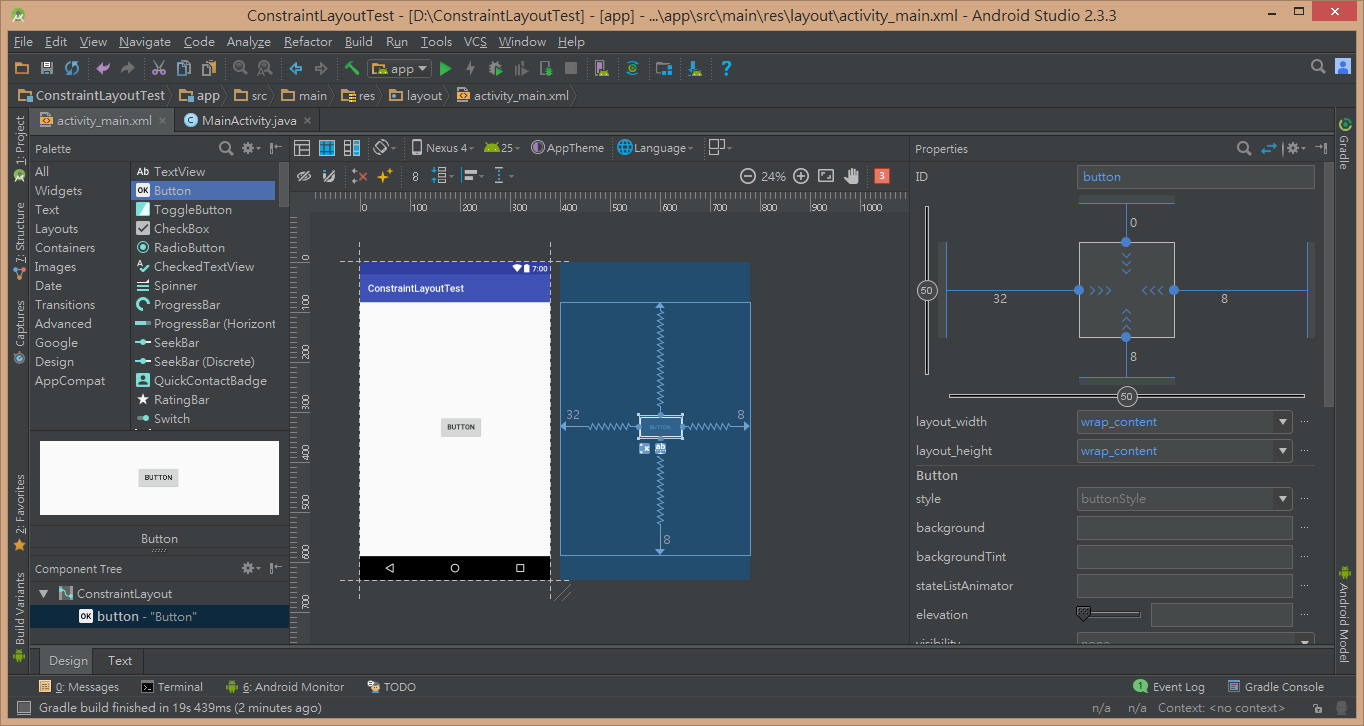 ConstraintLayoutTest - [D:\ConstraintLayoutTest] - [app] - ...\app\src\main\res\layout\activity_main.xml - Android Studio 2.3.3
File Edit View Navigate Code Analyze Refactor Build Run Tools VCS Window Help
app
ConstraintLayoutTest app src main res layout activity_main.xml
activity_main.xml MainActivity.java
1: Project
7: Structure
Captures
2: Favorites
Build Variants
Palette
All
Widgets
Text
Layouts
Containers
Images
Date
Transitions
Advanced
Google
Design
AppCompat
Ab TextView
OK Button
ToggleButton
CheckBox
RadioButton
CheckedTextView
Spinner
ProgressBar
ProgressBar (Horizont
SeekBar
SeekBar (Discrete)
QuickContactBadge
RatingBar
Switch
BUTTON
Button
Component Tree
ConstraintLayout
OK button - "Button"
Nexus 4 25 AppTheme Language
8 24% 3
0 100 200 300 400 500 600 700 800 900 1000
0
100
200
300
400
500
600
700
7:00
ConstraintLayoutTest
BUTTON
32 BUTTON 8
8
Properties
ID button
0
50 32 8
8
50
layout_width wrap_content
layout_height wrap_content
Button
style buttonStyle
background
backgroundTint
stateListAnimator
elevation
visibility none
Gradle
Android Model
Design Text
0: Messages Terminal 6: Android Monitor TODO 1 Event Log Gradle Console
Gradle build finished in 19s 439ms (2 minutes ago) n/a n/a Context: <no context>